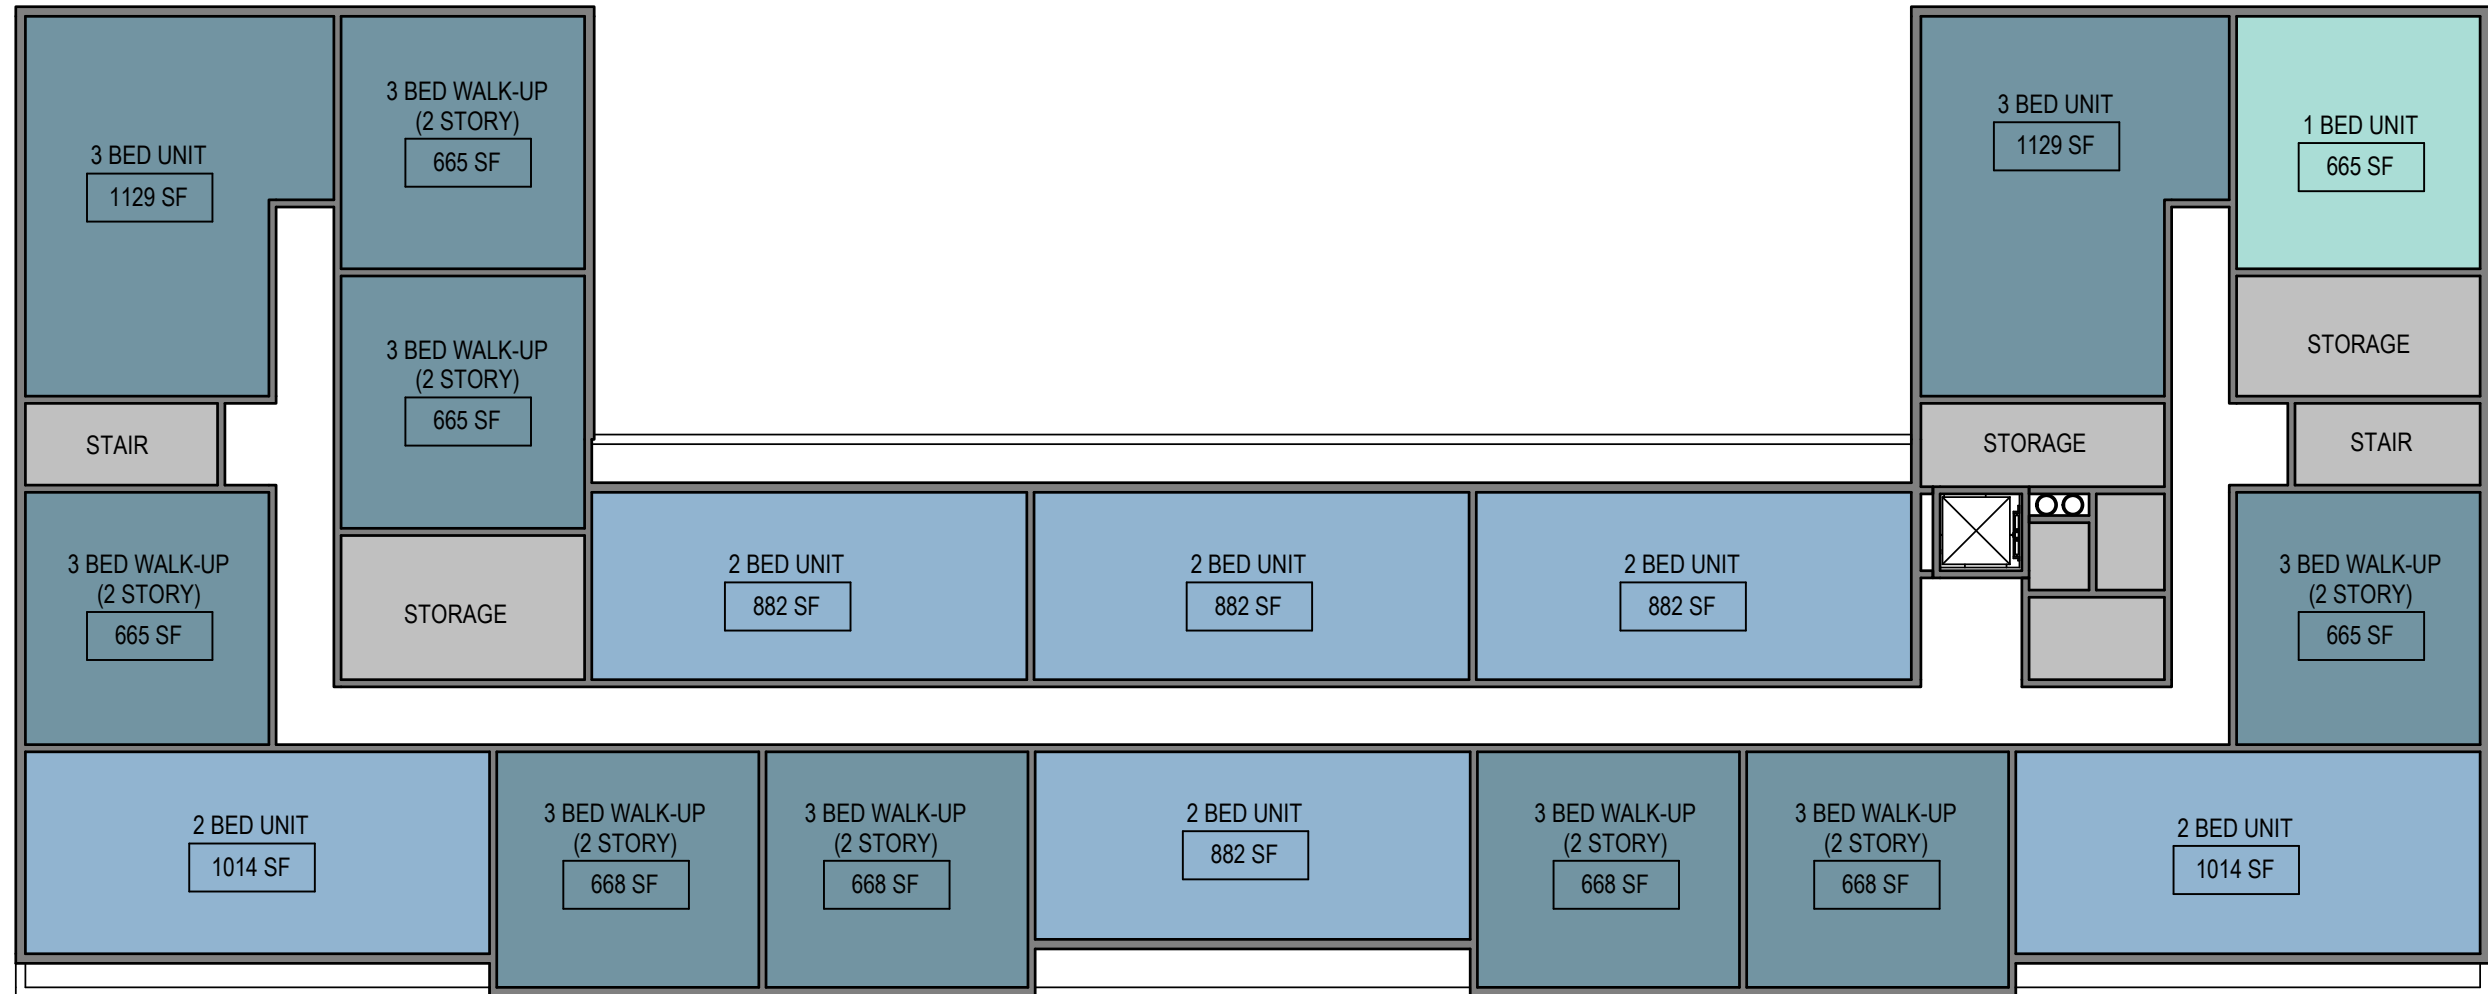 3 BED UNIT
1129 SF
3 BED WALK-UP
(2 STORY)
665 SF
3 BED WALK-UP
(2 STORY)
665 SF
STAIR
3 BED WALK-UP
(2 STORY)
665 SF
STORAGE
2 BED UNIT
882 SF
2 BED UNIT
882 SF
2 BED UNIT
882 SF
3 BED UNIT
1129 SF
1 BED UNIT
665 SF
STORAGE
STORAGE
STAIR
3 BED WALK-UP
(2 STORY)
665 SF
2 BED UNIT
1014 SF
3 BED WALK-UP
(2 STORY)
668 SF
3 BED WALK-UP
(2 STORY)
668 SF
2 BED UNIT
882 SF
3 BED WALK-UP
(2 STORY)
668 SF
3 BED WALK-UP
(2 STORY)
668 SF
2 BED UNIT
1014 SF